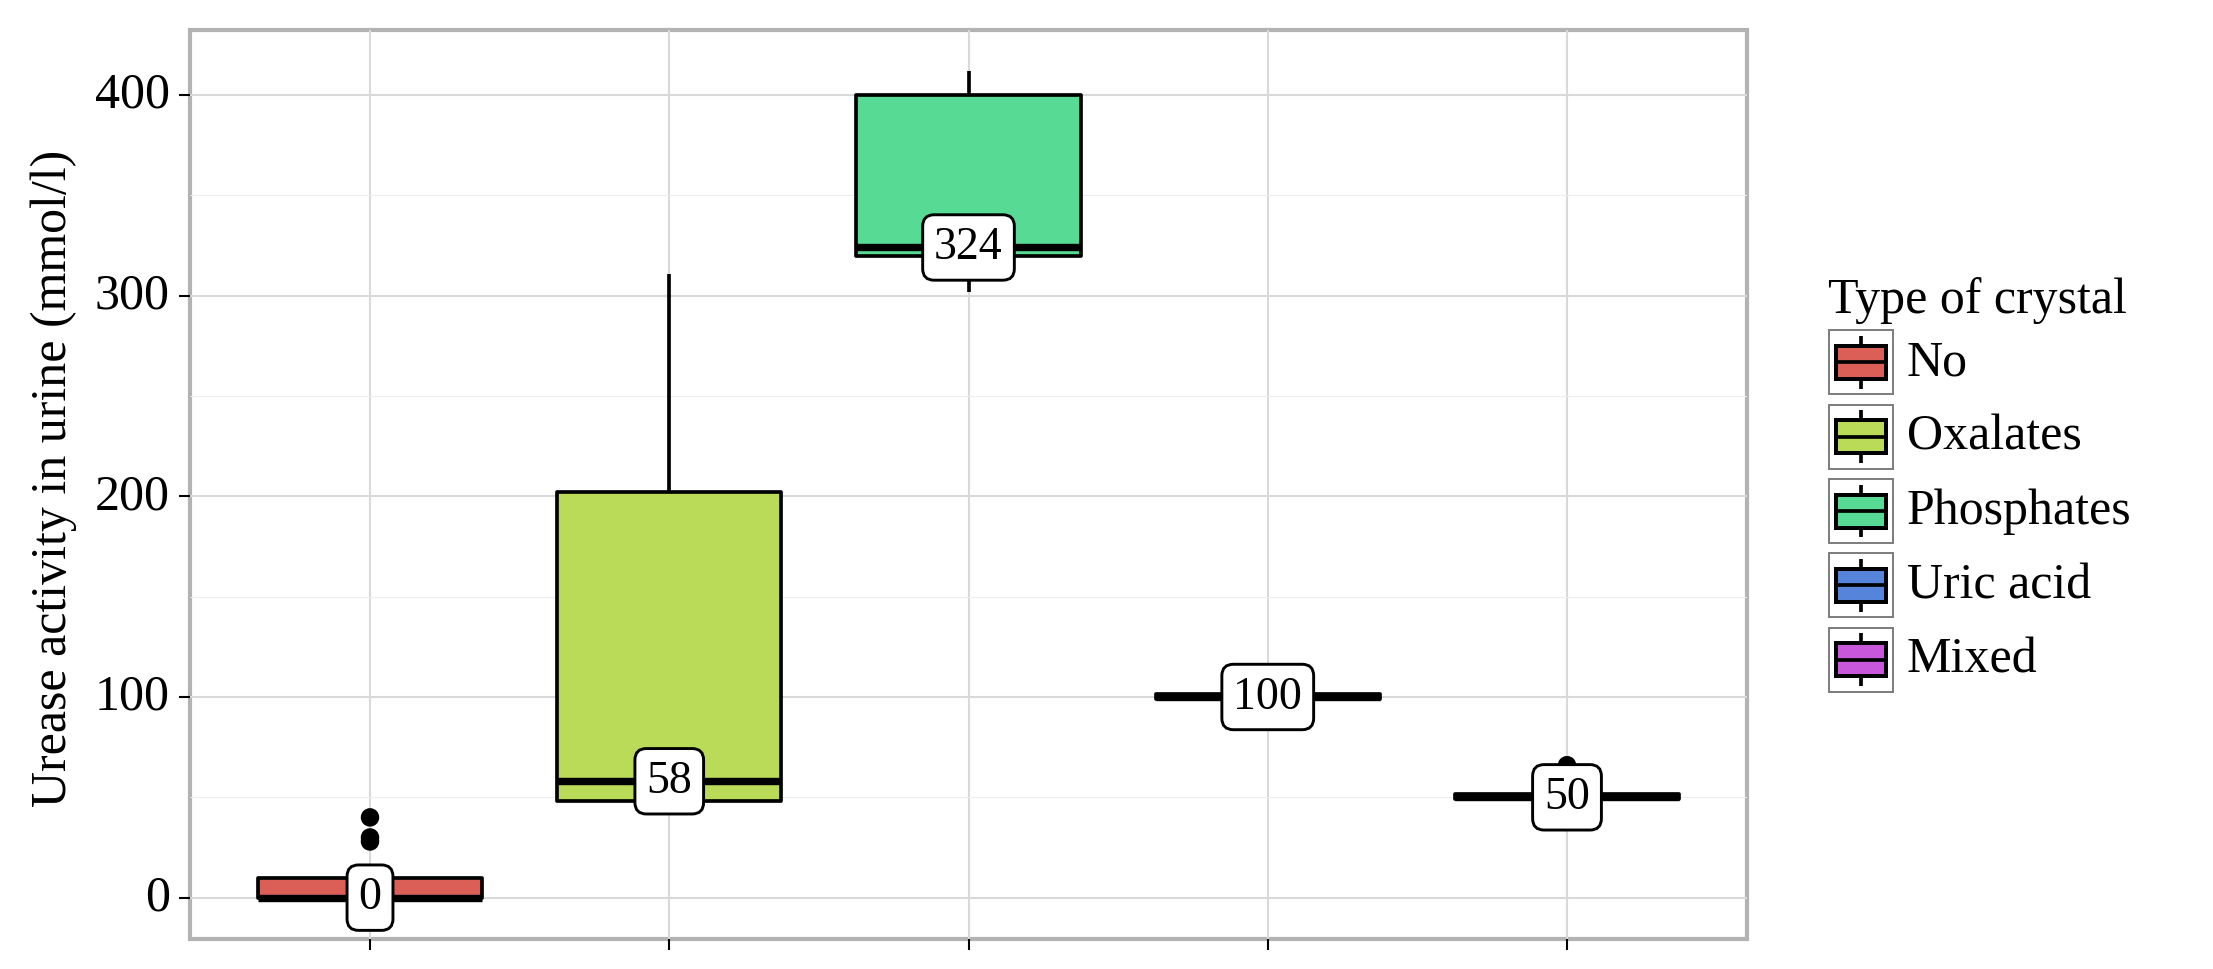 Urease activity in urine (mmol/l)
400
300
200
100
0
324
58
100
50
0
Type of crystal
No
Oxalates
Phosphates
Uric acid
Mixed